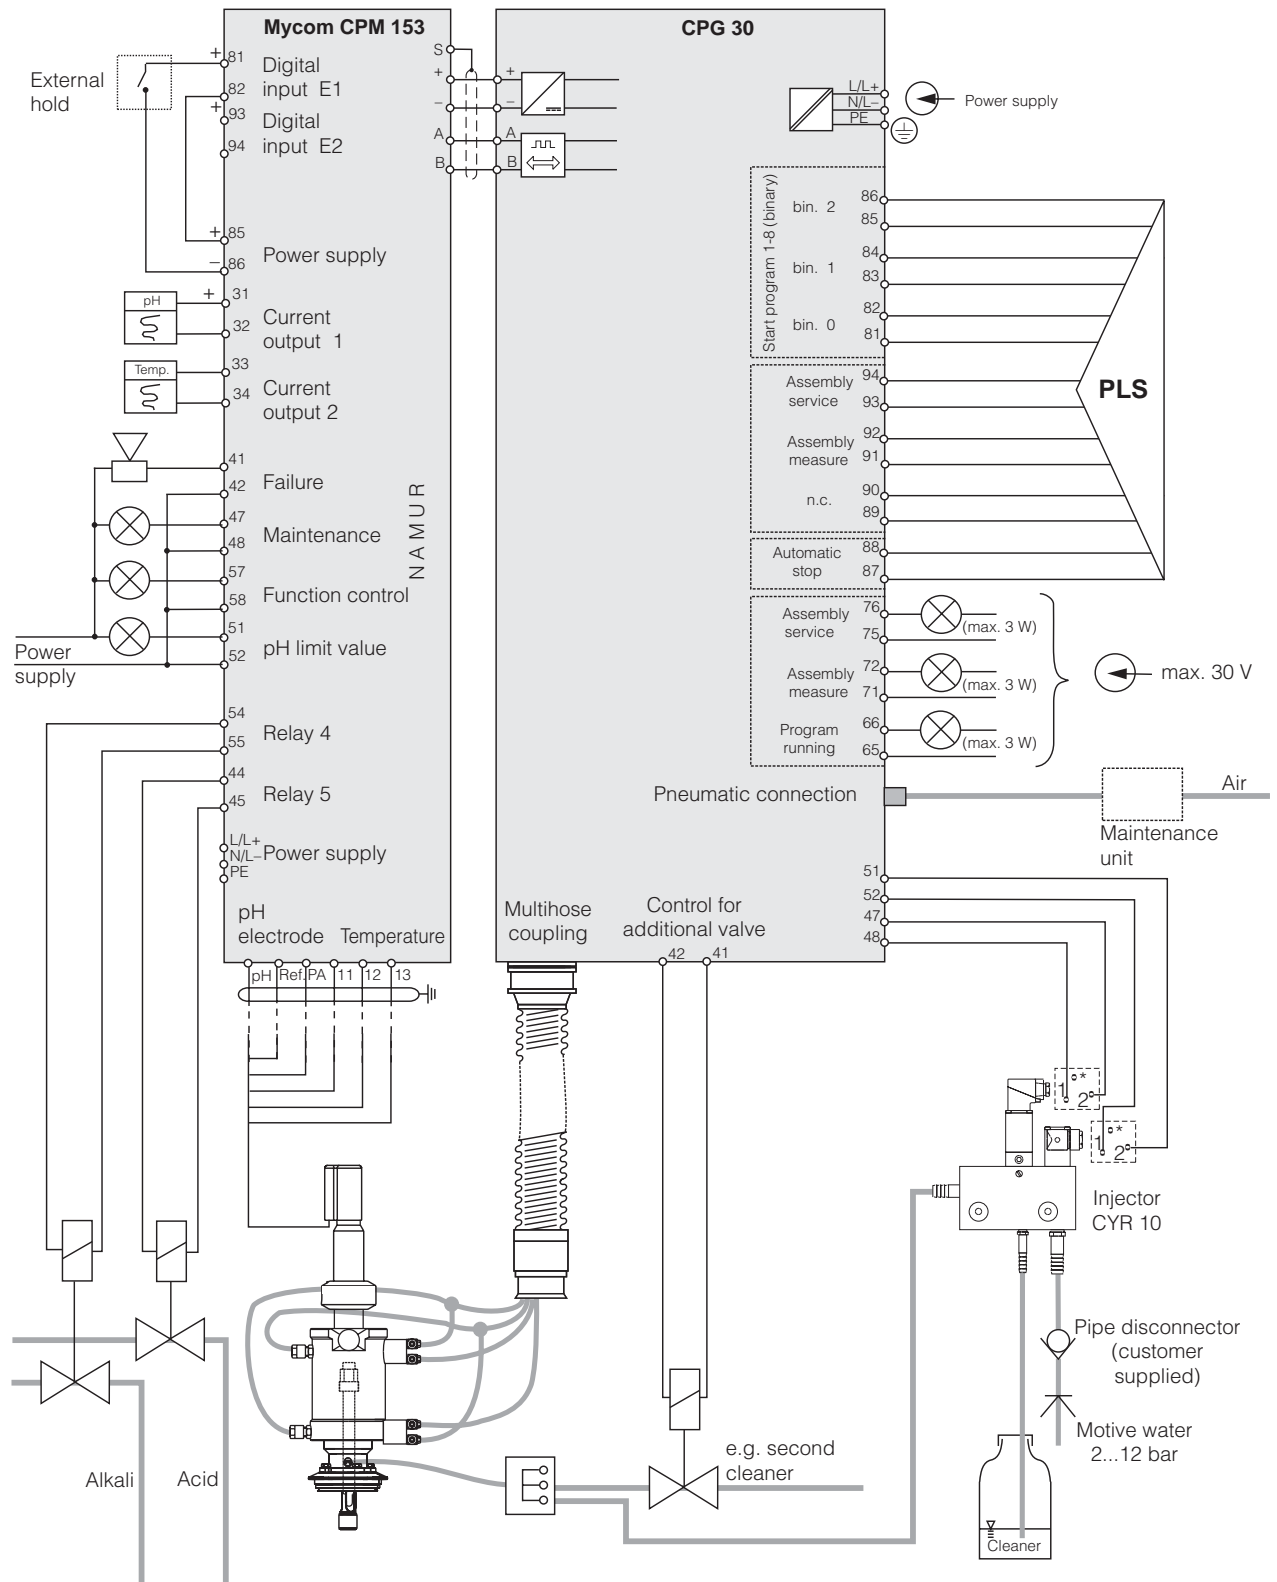 Mycom CPM 153
CPG 30
External
hold
+
81
Digital
input E1
82
+
93
Digital
input E2
94
+
85
Power supply
−
86
S
+
−
A
B
+
−
A
B
L/L+
N/L−
PE
Power supply
pH
+
31
Current
output 1
32
Temp.
33
Current
output 2
34
41
Failure
42
47
Maintenance
48
57
Function control
58
51
pH limit value
52
NAMUR
Power
supply
54
Relay 4
55
44
Relay 5
45
L/L+
N/L−
PE
Power supply
pH
electrode
Temperature
pH
Ref.
PA
11
12
13
Start program 1-8 (binary)
bin. 2
86
85
bin. 1
84
83
bin. 0
82
81
Assembly
service
94
93
Assembly
measure
92
91
n.c.
90
89
Automatic
stop
88
87
PLS
Assembly
service
76
75
(max. 3 W)
Assembly
measure
72
71
(max. 3 W)
Program
running
66
65
(max. 3 W)
max. 30 V
Pneumatic connection
Air
Maintenance
unit
51
52
47
48
Multihose
coupling
Control for
additional valve
42
41
1
*
2
1
*
2
Injector
CYR 10
Pipe disconnector
(customer
supplied)
Motive water
2...12 bar
e.g. second
cleaner
Cleaner
Alkali
Acid